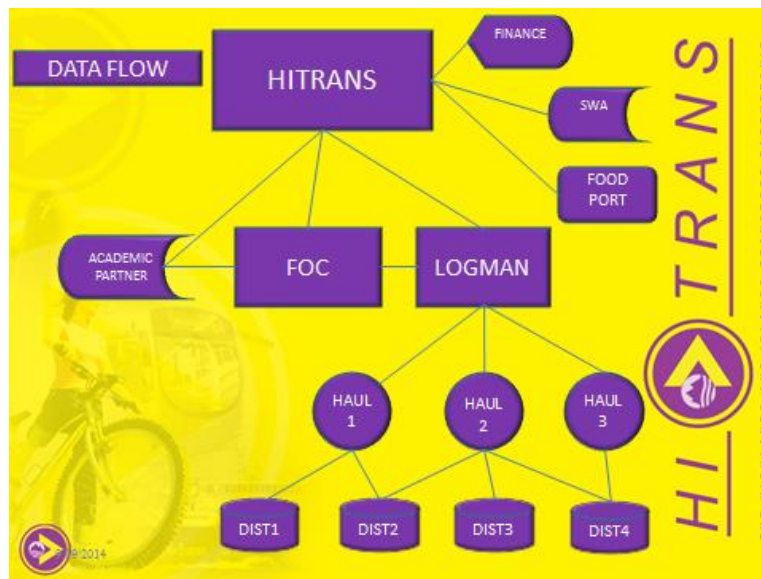 DATA FLOW
HITRANS
FINANCE
SWA
FOOD
PORT
ACADEMIC
PARTNER
FOC
LOGMAN
HAUL
1
HAUL
2
HAUL
3
DIST1
DIST2
DIST3
DIST4
HI TRANS